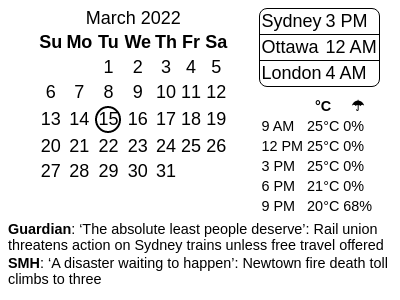 March 2022
Su Mo Tu We Th Fr Sa
1 2 3 4 5
6 7 8 9 10 11 12
13 14 15 16 17 18 19
20 21 22 23 24 25 26
27 28 29 30 31
Sydney 3 PM
Ottawa 12 AM
London 4 AM
°C ☂
9 AM 25°C 0%
12 PM 25°C 0%
3 PM 25°C 0%
6 PM 21°C 0%
9 PM 20°C 68%
Guardian: ‘The absolute least people deserve’: Rail union
threatens action on Sydney trains unless free travel offered
SMH: ‘A disaster waiting to happen’: Newtown fire death toll
climbs to three